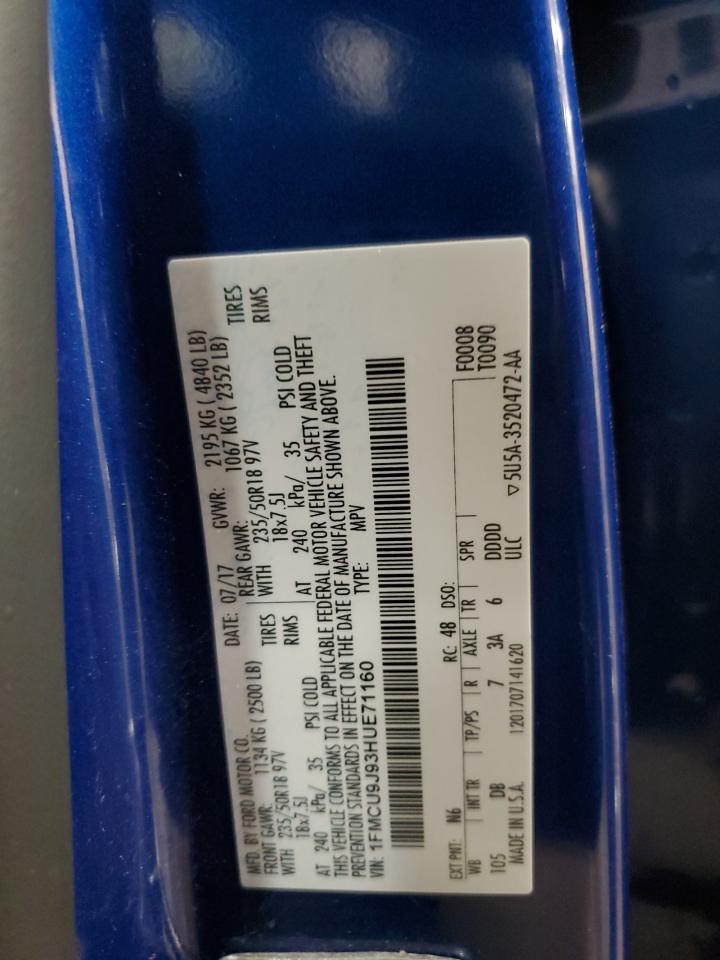 MFD. BY FORD MOTOR CO. DATE: 07/17 GVWR: 2195 KG ( 4840 LB)
FRONT GAWR: 1134 KG ( 2500 LB) REAR GAWR: 1067 KG ( 2352 LB)
WITH 235/50R18 97V TIRES WITH 235/50R18 97V TIRES
18x7.5J RIMS 18x7.5J RIMS
AT 240 kPa/ 35 PSI COLD AT 240 kPa/ 35 PSI COLD
THIS VEHICLE CONFORMS TO ALL APPLICABLE FEDERAL MOTOR VEHICLE SAFETY AND THEFT
PREVENTION STANDARDS IN EFFECT ON THE DATE OF MANUFACTURE SHOWN ABOVE.
VIN: 1FMCU9J93HUE71160 TYPE: MPV
EXT PNT: N6 RC: 48 DSO: F0008
WB INT TR TP/PS R AXLE TR SPR T0090
105 DB 7 3A 6 DDDD
MADE IN U.S.A. 1201707141620 ULC ▽5U5A-3520472-AA